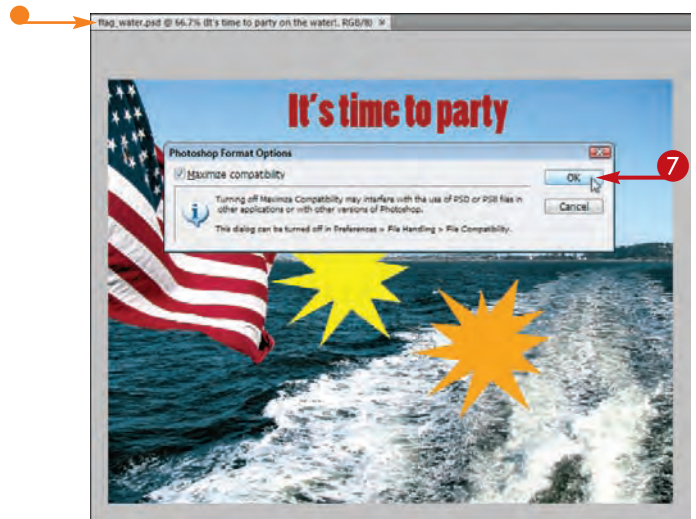 flag_water.psd @ 66.7% (It's time to party on the water!, RGB/8) ×
It's time to party
Photoshop Format Options
Maximize compatibility
OK
7
Turning off Maximize Compatibility may interfere with the use of PSD or PSB files in
other applications or with other versions of Photoshop.
Cancel
This dialog can be turned off in Preferences > File Handling > File Compatibility.